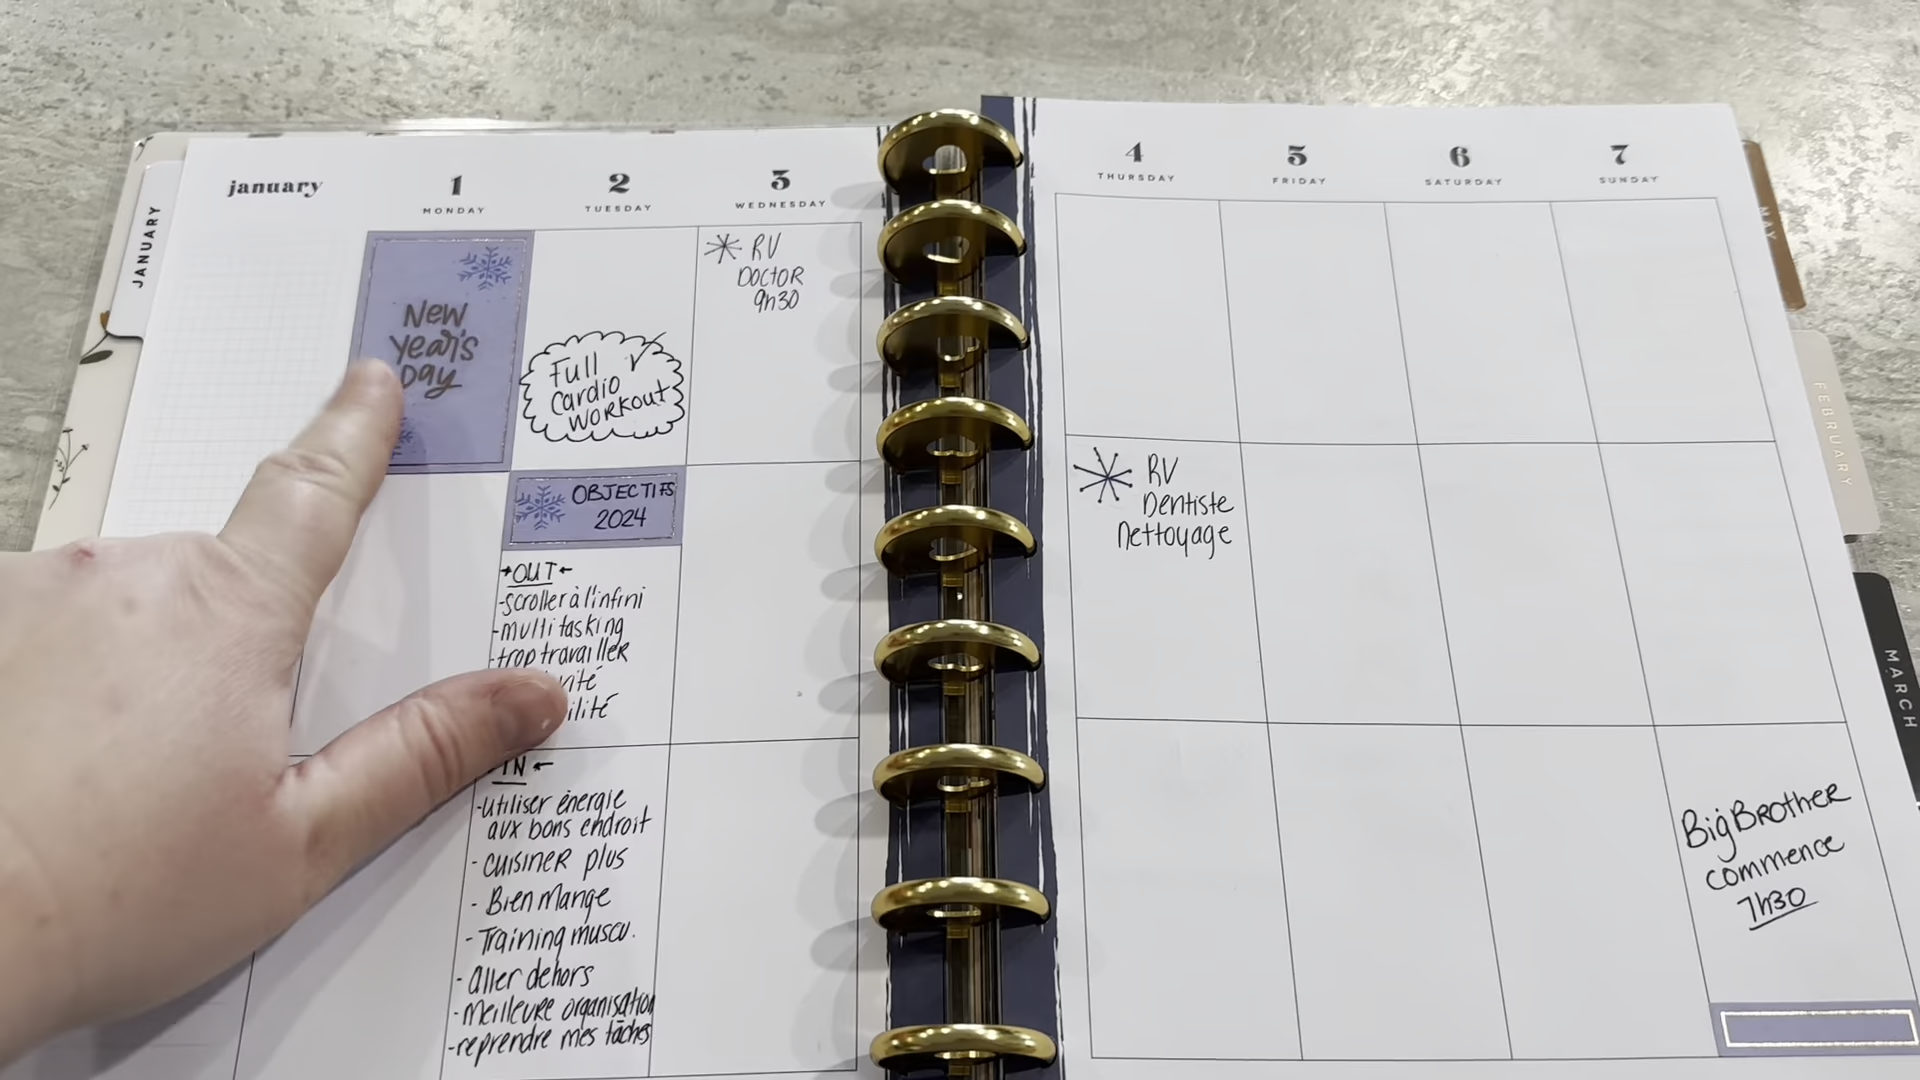 JANUARY
january
1
MONDAY
2
TUESDAY
3
WEDNESDAY
New
Year's
Day
Full
cardio
workout
RV
DOCTOR
9h30
OBJECTIFS
2024
OUT
-scroller à l'infini
-multitasking
-trop travailler
IN
-utiliser énergie
aux bons endroit
- cuisiner plus
- Bien mange
- Training muscu.
- aller dehors
- meilleure organisation
-reprendre mes tâches
4
THURSDAY
5
FRIDAY
6
SATURDAY
7
SUNDAY
RV
Dentiste
Nettoyage
BigBrother
commence
7h30
MAY
FEBRUARY
MARCH